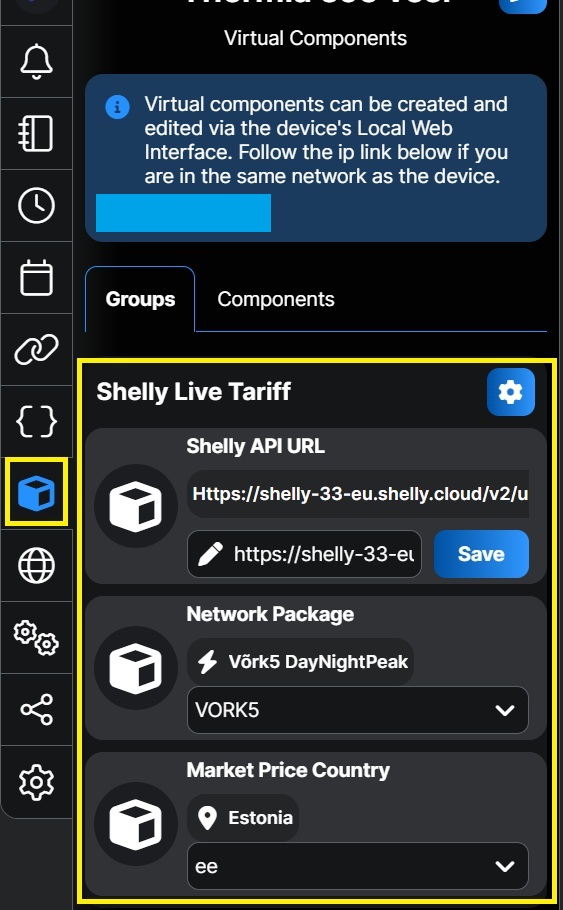 Virtual Components
Virtual components can be created and
edited via the device's Local Web
Interface. Follow the ip link below if you
are in the same network as the device.
Groups
Components
Shelly Live Tariff
Shelly API URL
Https://shelly-33-eu.shelly.cloud/v2/u
https://shelly-33-eu
Save
Network Package
Võrk5 DayNightPeak
VORK5
Market Price Country
Estonia
ee